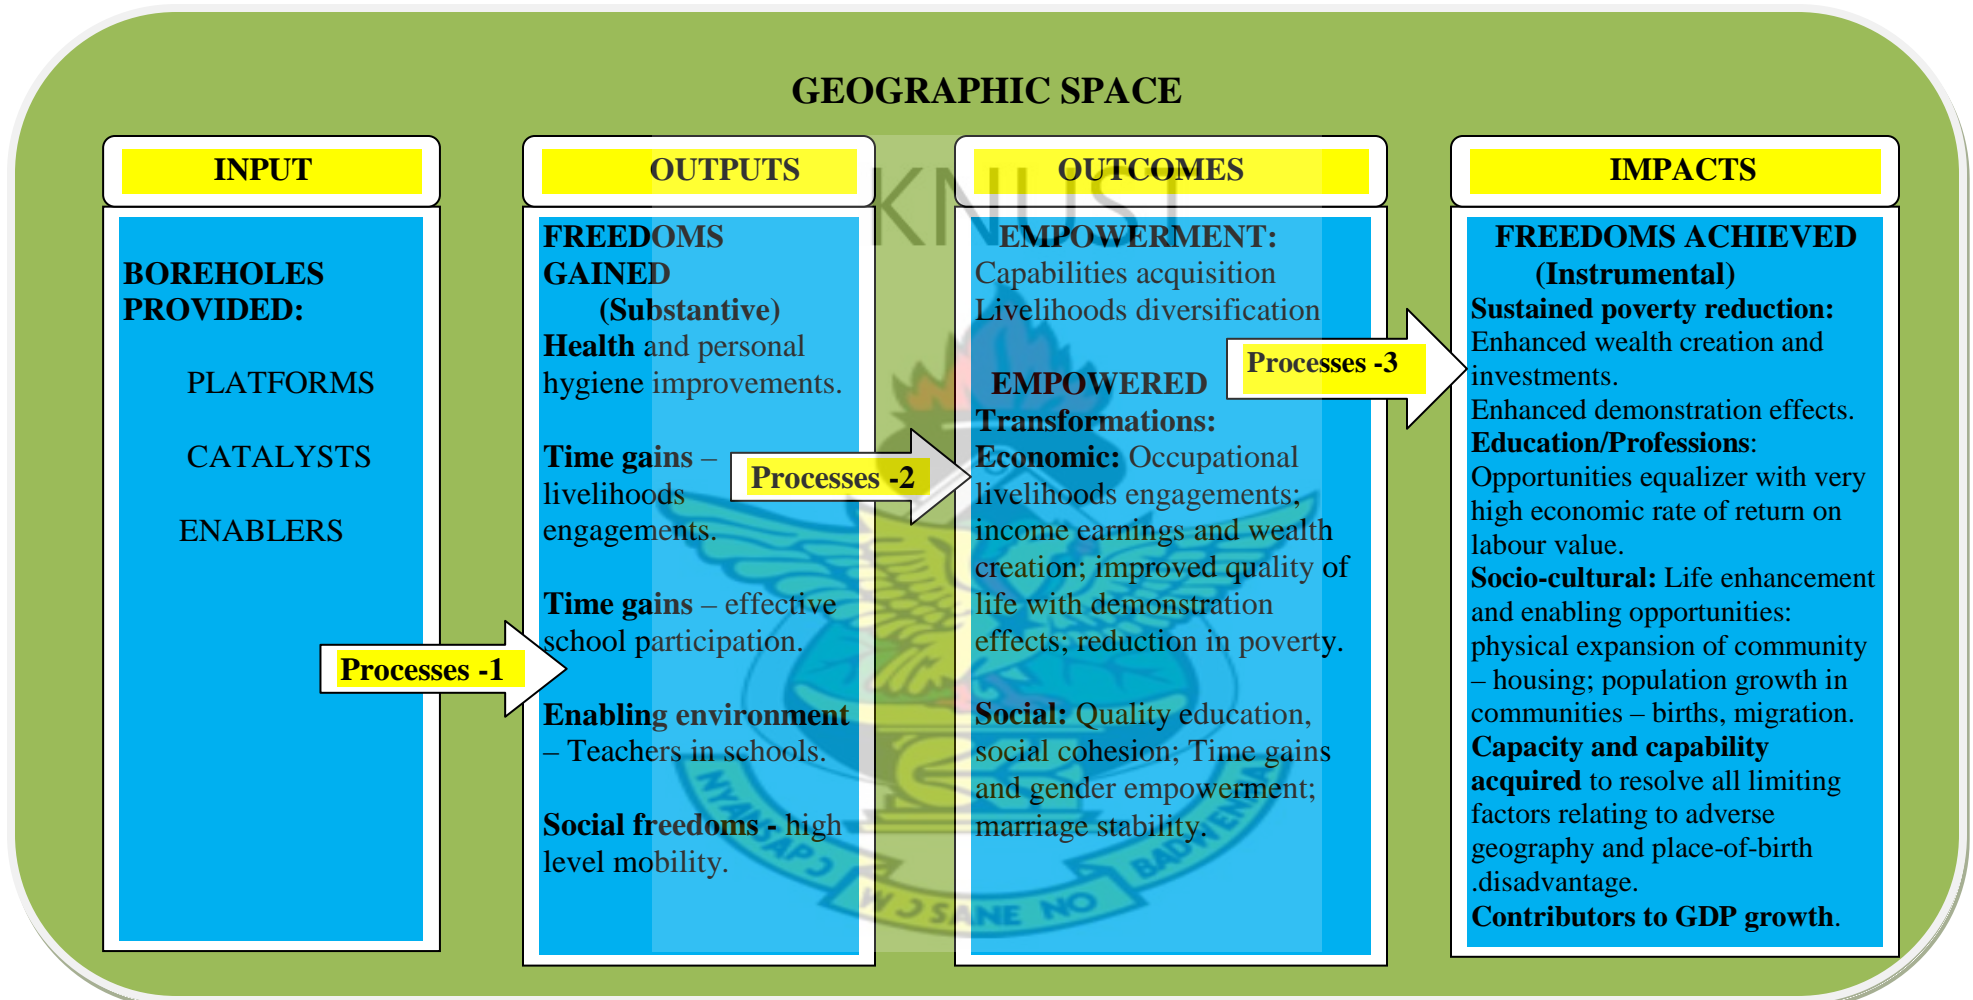 GEOGRAPHIC SPACE
INPUT
BOREHOLES
PROVIDED:
PLATFORMS
CATALYSTS
ENABLERS
Processes -1
OUTPUTS
FREEDOMS
GAINED
(Substantive)
Health and personal
hygiene improvements.
Time gains –
livelihoods
engagements.
Time gains – effective
school participation.
Enabling environment
– Teachers in schools.
Social freedoms - high
level mobility.
Processes -2
OUTCOMES
EMPOWERMENT:
Capabilities acquisition
Livelihoods diversification
EMPOWERED
Transformations:
Economic: Occupational
livelihoods engagements;
income earnings and wealth
creation; improved quality of
life with demonstration
effects; reduction in poverty.
Social: Quality education,
social cohesion; Time gains
and gender empowerment;
marriage stability.
Processes -3
IMPACTS
FREEDOMS ACHIEVED
(Instrumental)
Sustained poverty reduction:
Enhanced wealth creation and
investments.
Enhanced demonstration effects.
Education/Professions:
Opportunities equalizer with very
high economic rate of return on
labour value.
Socio-cultural: Life enhancement
and enabling opportunities:
physical expansion of community
– housing; population growth in
communities – births, migration.
Capacity and capability
acquired to resolve all limiting
factors relating to adverse
geography and place-of-birth
.disadvantage.
Contributors to GDP growth.
KNUST
NYANSAPƆ WƆSANE NO BADWENMA